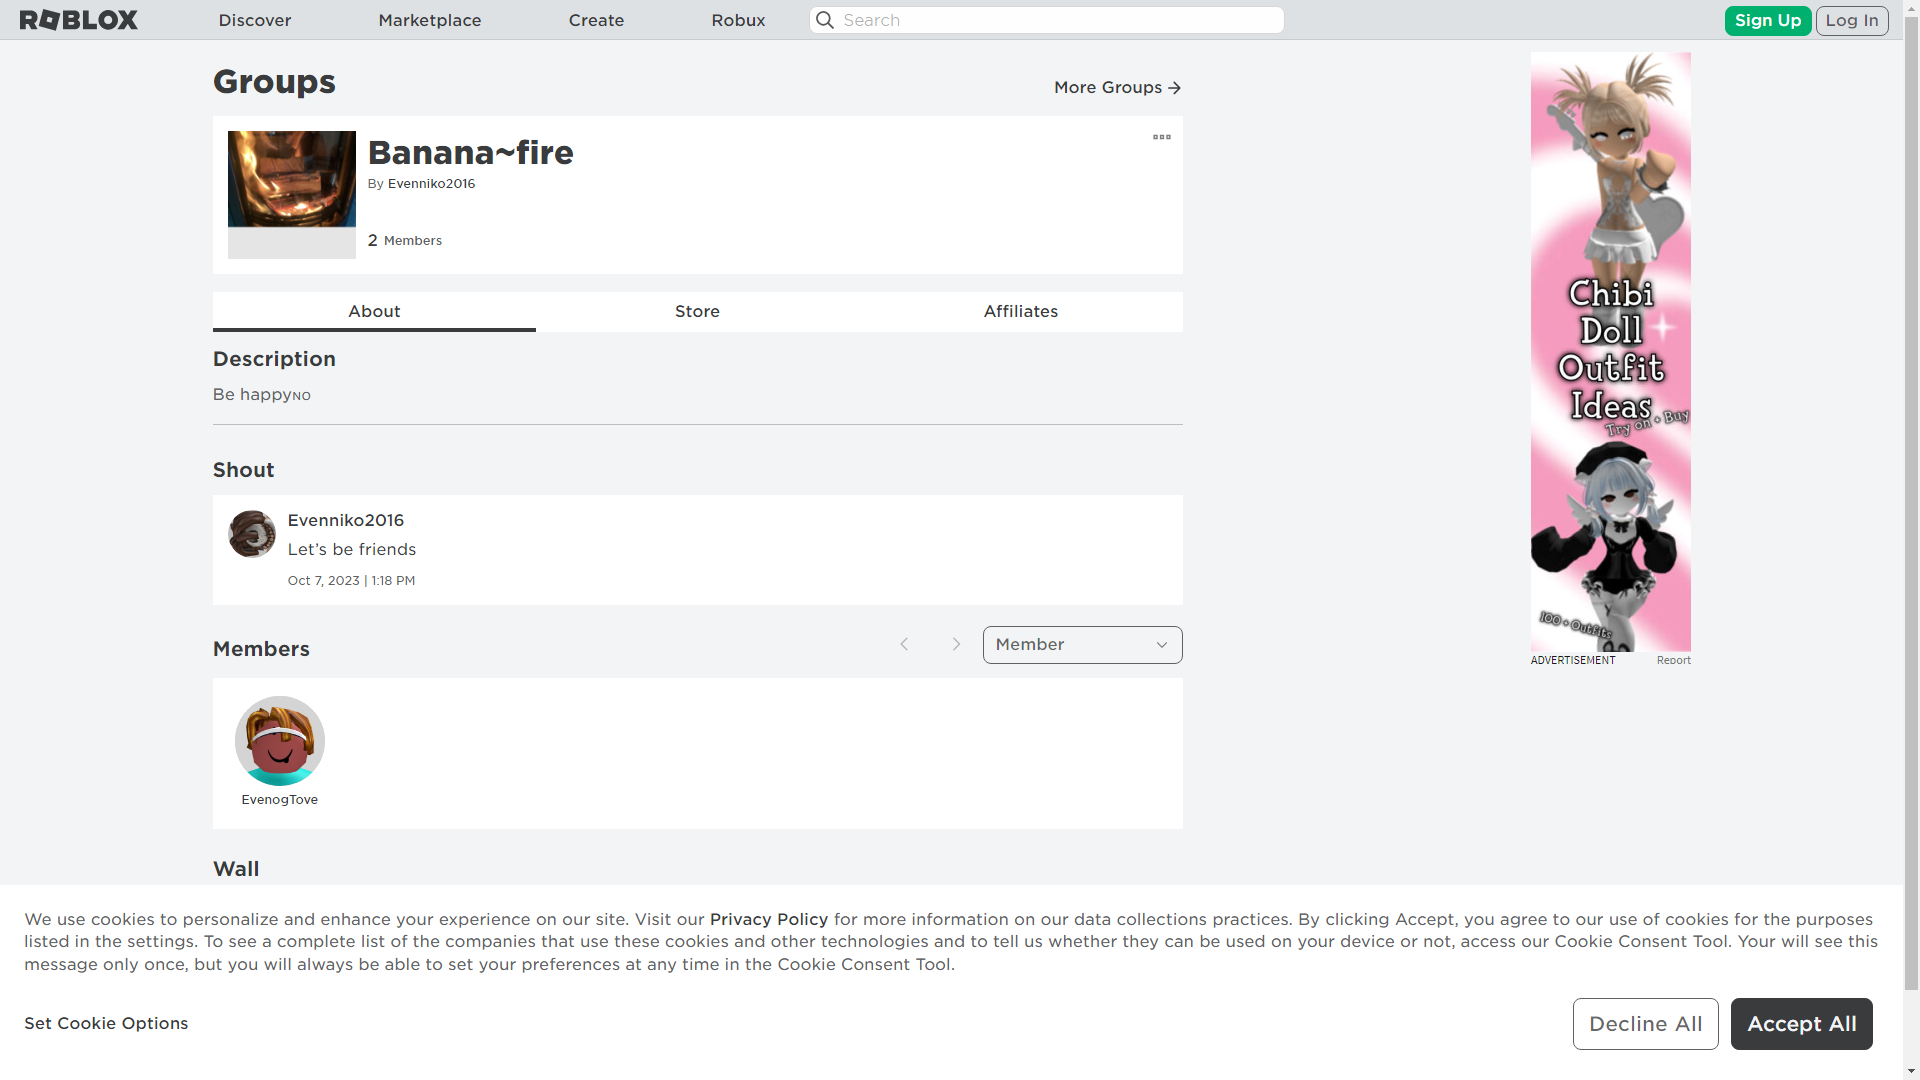 ROBLOX
Discover
Marketplace
Create
Robux
Search
Sign Up
Log In
Groups
More Groups
Banana~fire
By Evenniko2016
2 Members
About
Store
Affiliates
Description
Be happyɴᴏ
Shout
Evenniko2016
Let’s be friends
Oct 7, 2023 | 1:18 PM
Members
Member
EvenogTove
Wall
Chibi
Doll
Outfit
Ideas
Try on + Buy
100 + Outfits
ADVERTISEMENT
Report
We use cookies to personalize and enhance your experience on our site. Visit our Privacy Policy for more information on our data collections practices. By clicking Accept, you agree to our use of cookies for the purposes
listed in the settings. To see a complete list of the companies that use these cookies and other technologies and to tell us whether they can be used on your device or not, access our Cookie Consent Tool. Your will see this
message only once, but you will always be able to set your preferences at any time in the Cookie Consent Tool.
Set Cookie Options
Decline All
Accept All